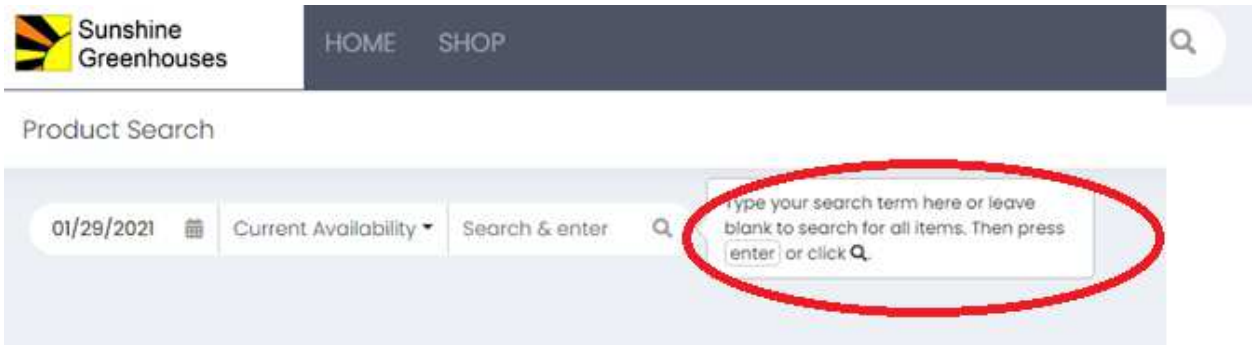 Sunshine
Greenhouses
HOME SHOP
Product Search
01/29/2021 Current Availability Search & enter
Type your search term here or leave
blank to search for all items. Then press
enter or click